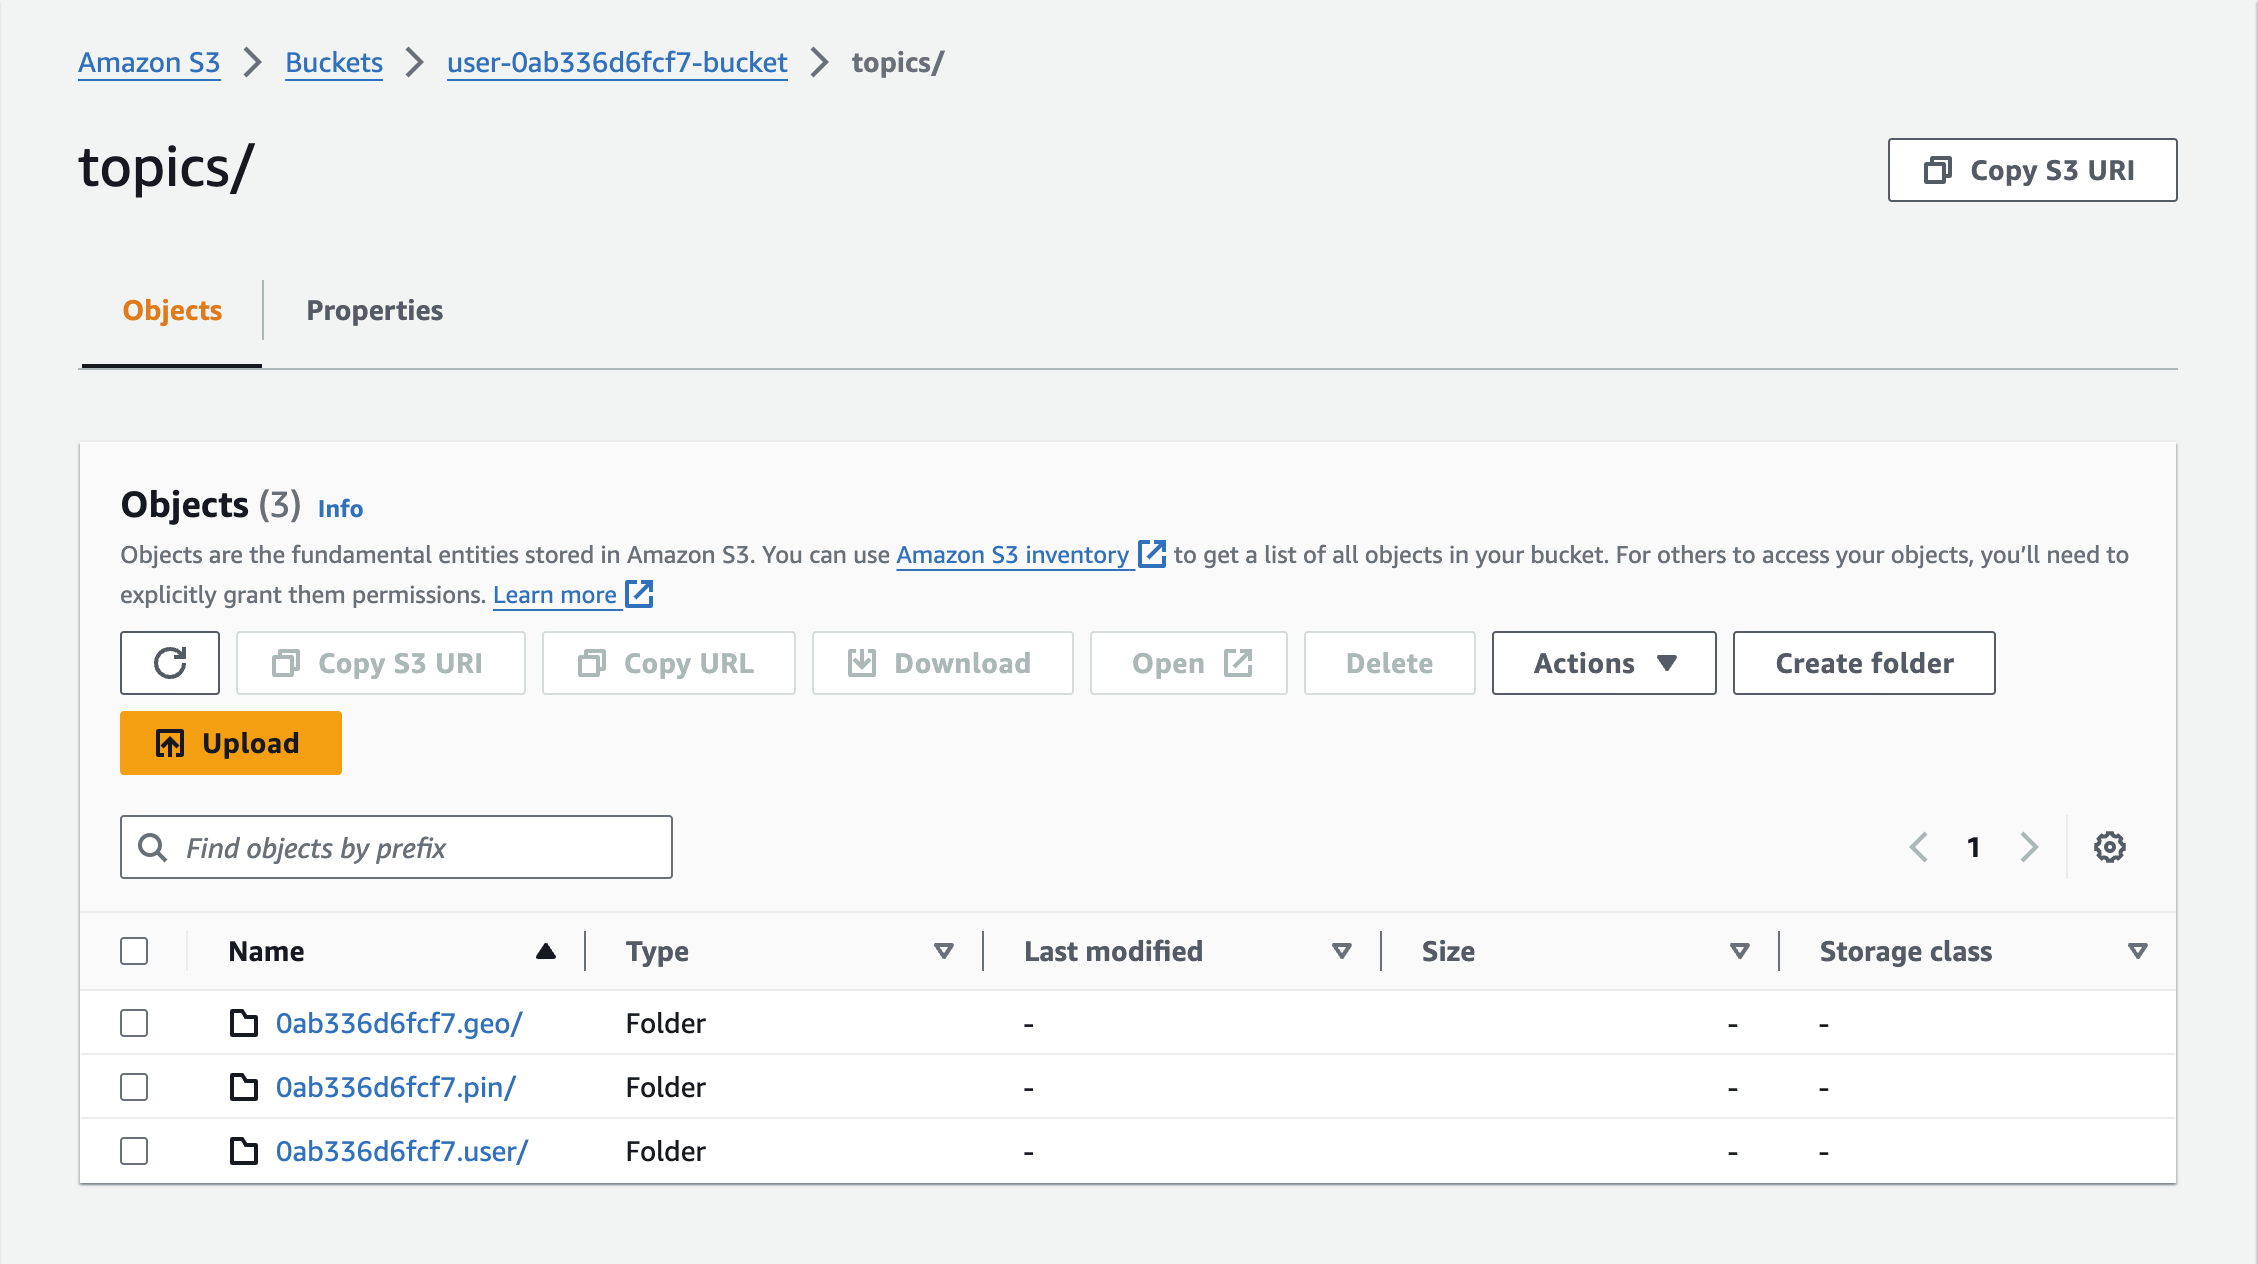 Amazon S3 > Buckets > user-0ab336d6fcf7-bucket > topics/
topics/
Copy S3 URI
Objects
Properties
Objects (3) Info
Objects are the fundamental entities stored in Amazon S3. You can use Amazon S3 inventory to get a list of all objects in your bucket. For others to access your objects, you’ll need to
explicitly grant them permissions. Learn more
Copy S3 URI Copy URL Download Open Delete Actions Create folder
Upload
Find objects by prefix
1
Name Type Last modified Size Storage class
0ab336d6fcf7.geo/ Folder - - -
0ab336d6fcf7.pin/ Folder - - -
0ab336d6fcf7.user/ Folder - - -